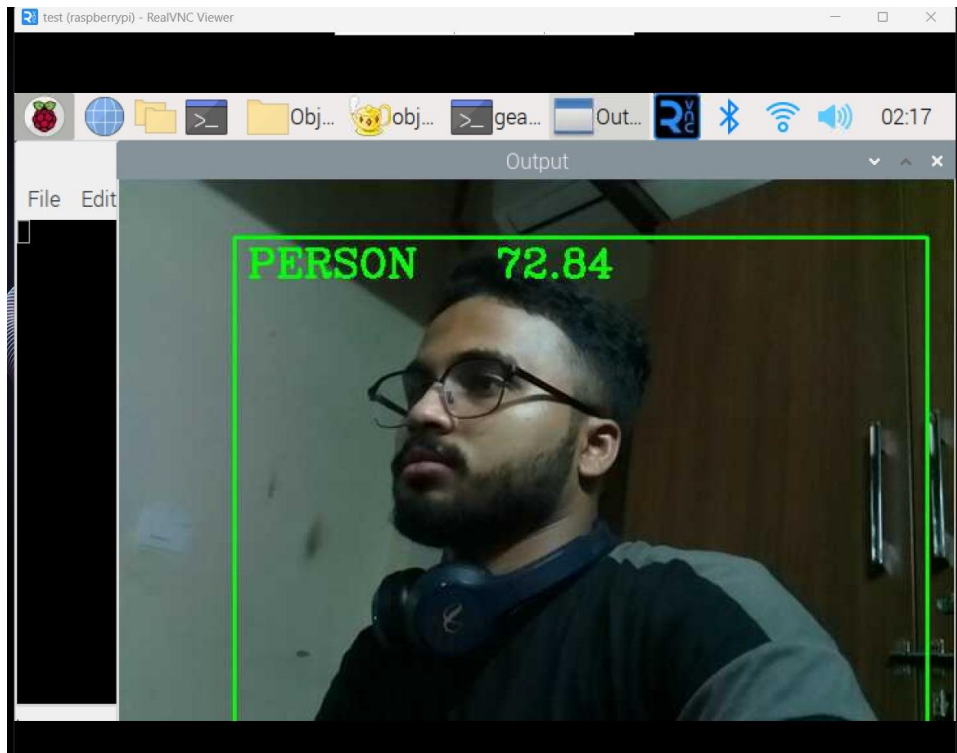 test (raspberrypi) - RealVNC Viewer
>_ Obj... obj... >_ gea... Out... 02:17
Output
File Edit
PERSON 72.84